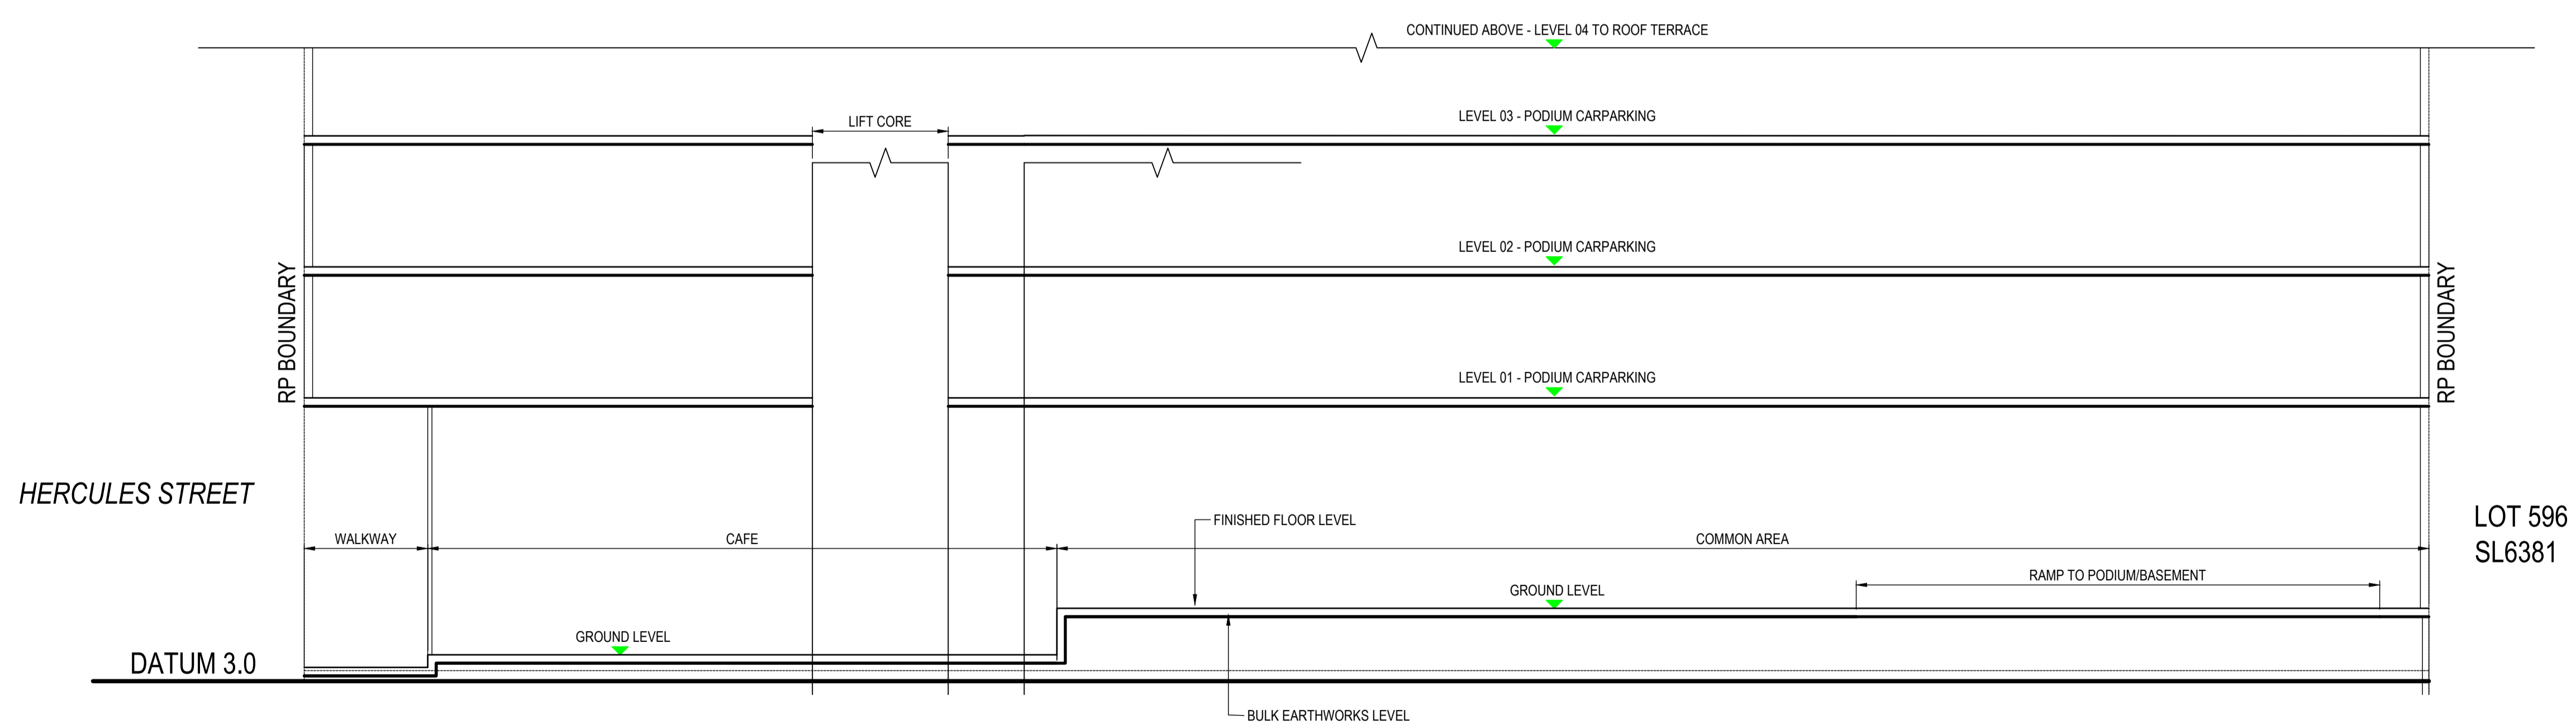 CONTINUED ABOVE - LEVEL 04 TO ROOF TERRACE
LEVEL 03 - PODIUM CARPARKING
LIFT CORE
LEVEL 02 - PODIUM CARPARKING
RP BOUNDARY
RP BOUNDARY
LEVEL 01 - PODIUM CARPARKING
HERCULES STREET
LOT 596
SL6381
FINISHED FLOOR LEVEL
WALKWAY
CAFE
COMMON AREA
RAMP TO PODIUM/BASEMENT
GROUND LEVEL
GROUND LEVEL
DATUM 3.0
BULK EARTHWORKS LEVEL